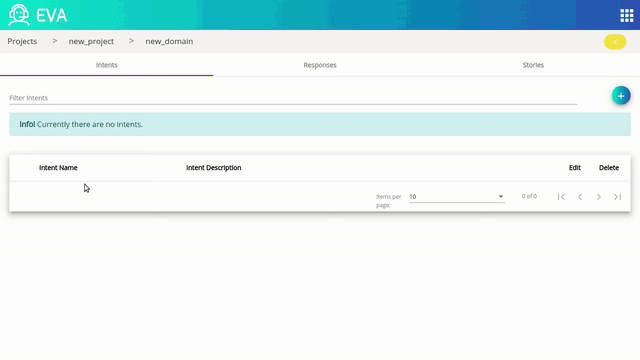 EVA
Projects > new_project > new_domain
Intents Responses Stories
Filter Intents
+
Info! Currently there are no intents.
Intent Name Intent Description Edit Delete
Items per page: 10 0 of 0